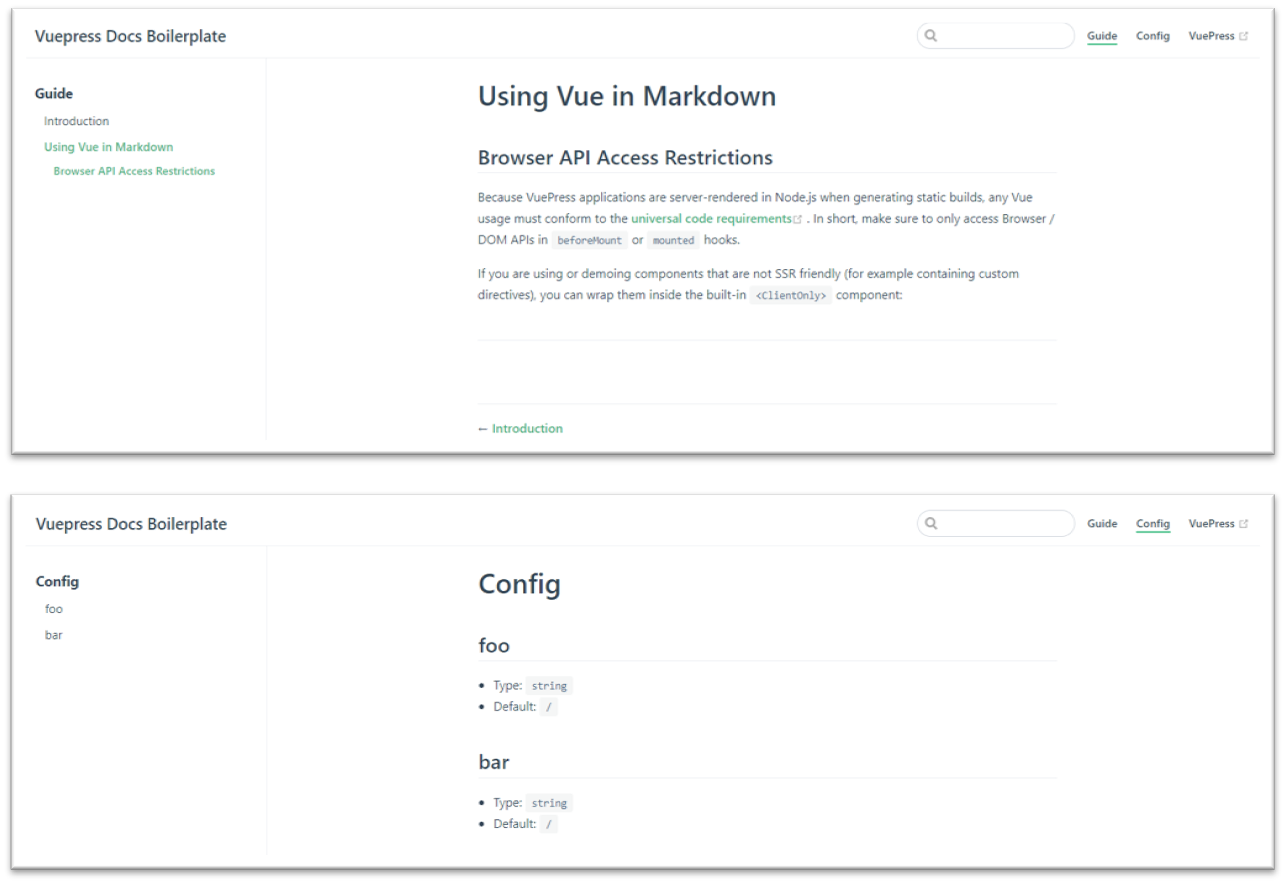 Vuepress Docs Boilerplate
Guide Config VuePress
Guide
Introduction
Using Vue in Markdown
Browser API Access Restrictions
Using Vue in Markdown
Browser API Access Restrictions
Because VuePress applications are server-rendered in Node.js when generating static builds, any Vue
usage must conform to the universal code requirements . In short, make sure to only access Browser /
DOM APIs in beforeMount or mounted hooks.
If you are using or demoing components that are not SSR friendly (for example containing custom
directives), you can wrap them inside the built-in <ClientOnly> component:
← Introduction
Vuepress Docs Boilerplate
Guide Config VuePress
Config
foo
bar
Config
foo
• Type: string
• Default: /
bar
• Type: string
• Default: /